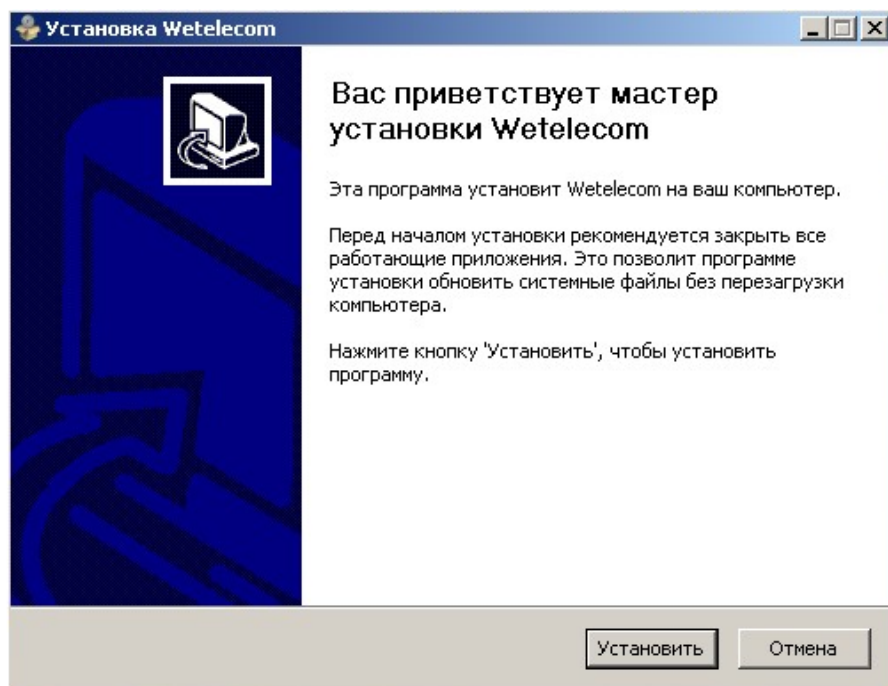 Установка Wetelecom
Вас приветствует мастер
установки Wetelecom
Эта программа установит Wetelecom на ваш компьютер.
Перед началом установки рекомендуется закрыть все
работающие приложения. Это позволит программе
установки обновить системные файлы без перезагрузки
компьютера.
Нажмите кнопку 'Установить', чтобы установить
программу.
Установить
Отмена